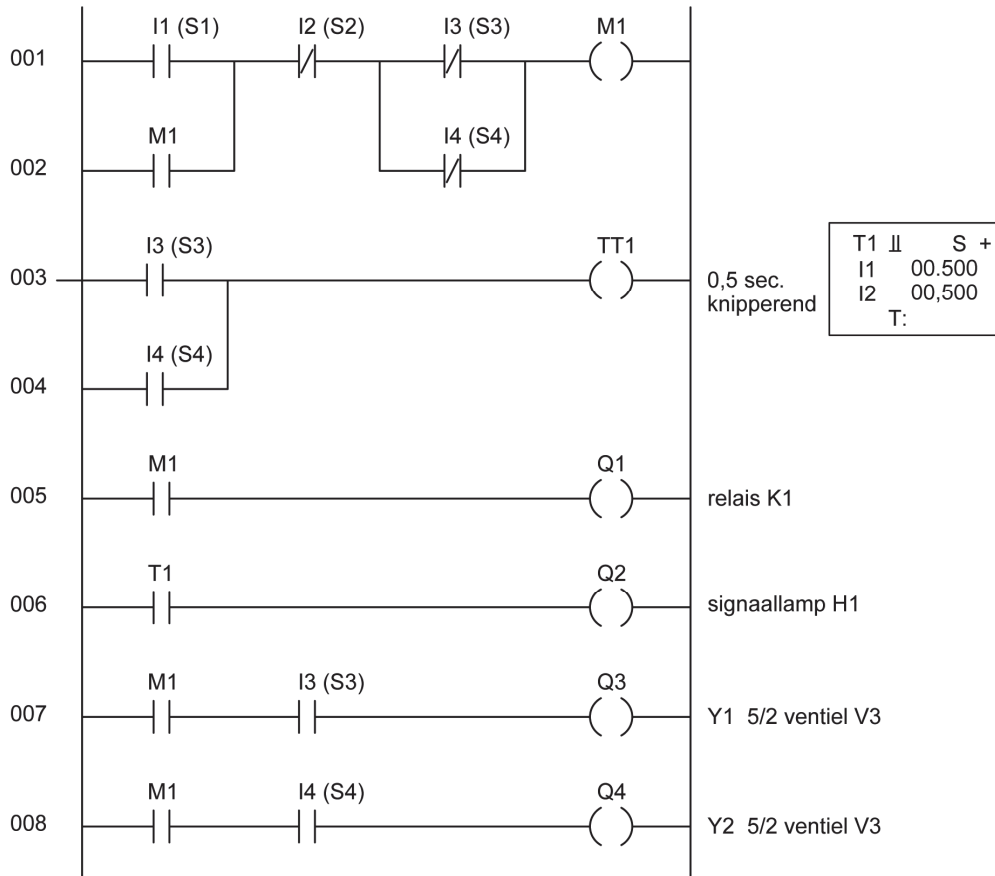 I1 (S1) I2 (S2) I3 (S3) M1
001
M1 I4 (S4)
002
I3 (S3) TT1
003
0,5 sec.
knipperend
T1 ⫫ S +
I1 00.500
I2 00,500
T:
I4 (S4)
004
M1 Q1
005 relais K1
T1 Q2
006 signaallamp H1
M1 I3 (S3) Q3
007 Y1 5/2 ventiel V3
M1 I4 (S4) Q4
008 Y2 5/2 ventiel V3